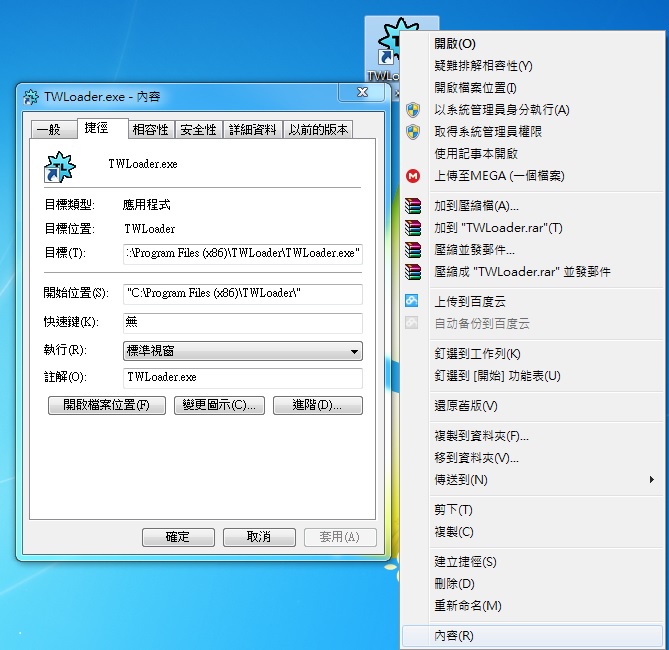 TWLo
TWLoader.exe - 內容
一般
捷徑
相容性
安全性
詳細資料
以前的版本
TWLoader.exe
目標類型:
應用程式
目標位置:
TWLoader
目標(T):
:\Program Files (x86)\TWLoader\TWLoader.exe"
開始位置(S):
"C:\Program Files (x86)\TWLoader\"
快速鍵(K):
無
執行(R):
標準視窗
註解(O):
TWLoader.exe
開啟檔案位置(F)
變更圖示(C)...
進階(D)...
確定
取消
套用(A)
開啟(O)
疑難排解相容性(Y)
開啟檔案位置(I)
以系統管理員身分執行(A)
取得系統管理員權限
使用記事本開啟
上傳至MEGA (一個檔案)
加到壓縮檔(A)...
加到 "TWLoader.rar"(T)
壓縮並發郵件...
壓縮成 "TWLoader.rar" 並發郵件
上传到百度云
自动备份到百度云
釘選到工作列(K)
釘選到 [開始] 功能表(U)
還原舊版(V)
複製到資料夾(F)...
移到資料夾(V)...
傳送到(N)
剪下(T)
複製(C)
建立捷徑(S)
刪除(D)
重新命名(M)
內容(R)